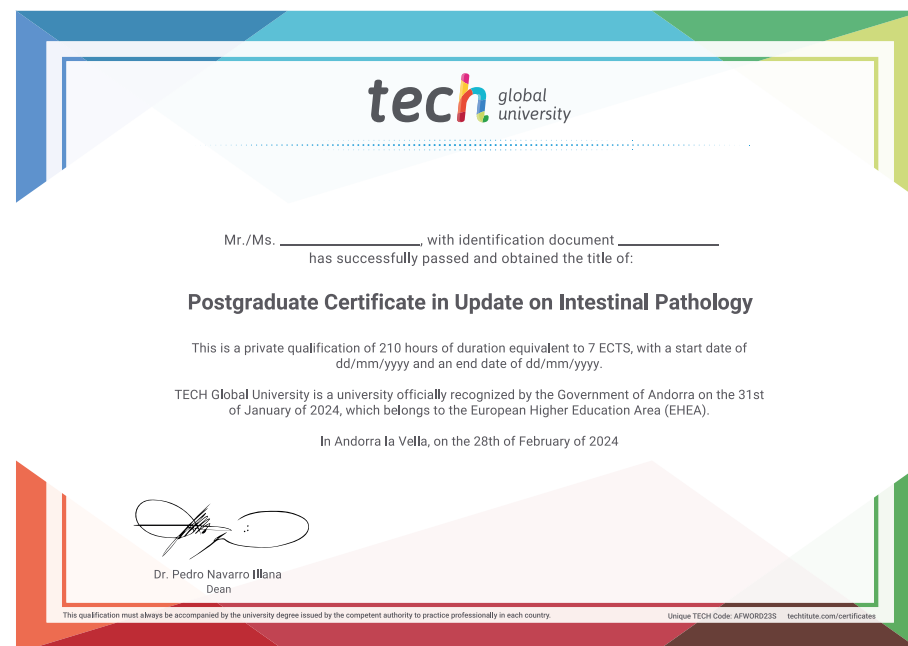 tech global university
Mr./Ms. ____________, with identification document ____________
has successfully passed and obtained the title of:
Postgraduate Certificate in Update on Intestinal Pathology
This is a private qualification of 210 hours of duration equivalent to 7 ECTS, with a start date of
dd/mm/yyyy and an end date of dd/mm/yyyy.
TECH Global University is a university officially recognized by the Government of Andorra on the 31st
of January of 2024, which belongs to the European Higher Education Area (EHEA).
In Andorra la Vella, on the 28th of February of 2024
Dr. Pedro Navarro Illana
Dean
This qualification must always be accompanied by the university degree issued by the competent authority to practice professionally in each country.
Unique TECH Code: AFWORD23S techtitute.com/certificates